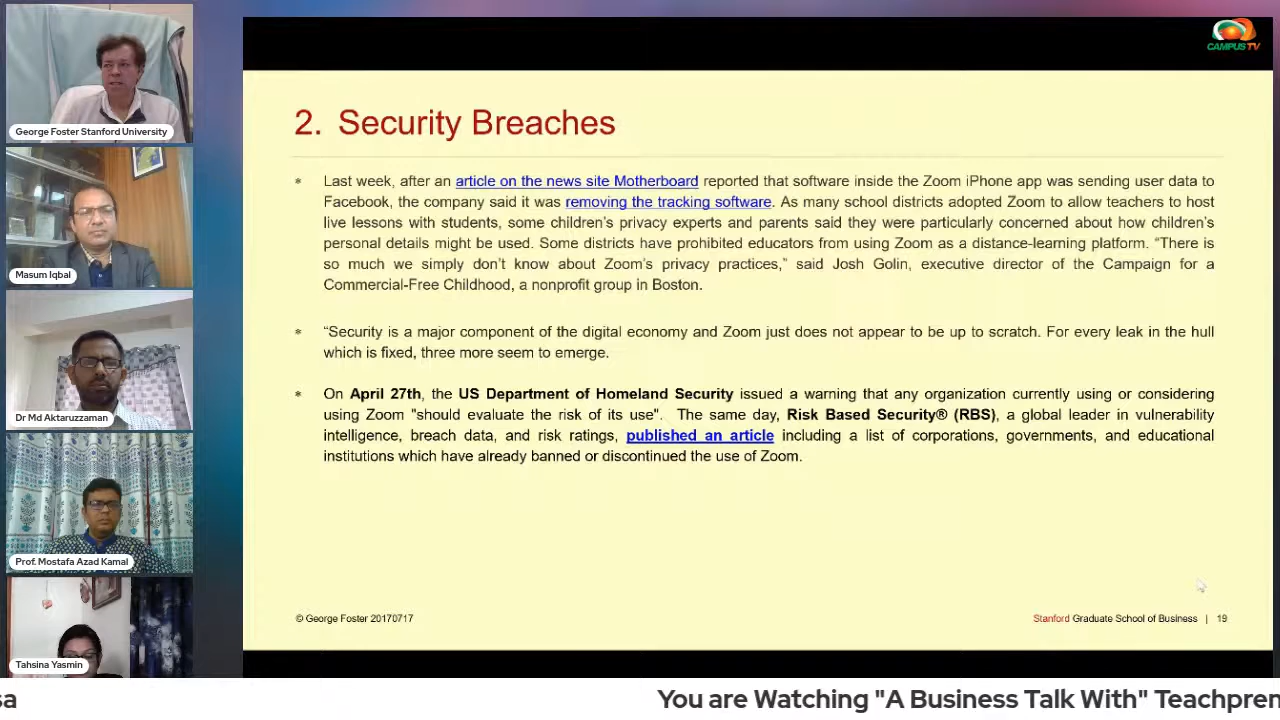 CAMPUS TV
George Foster Stanford University
Masum Iqbal
Dr Md Aktaruzzaman
Prof. Mostafa Azad Kamal
Tahsina Yasmin
2. Security Breaches
* Last week, after an article on the news site Motherboard reported that software inside the Zoom iPhone app was sending user data to
Facebook, the company said it was removing the tracking software. As many school districts adopted Zoom to allow teachers to host
live lessons with students, some children’s privacy experts and parents said they were particularly concerned about how children’s
personal details might be used. Some districts have prohibited educators from using Zoom as a distance-learning platform. “There is
so much we simply don’t know about Zoom’s privacy practices,” said Josh Golin, executive director of the Campaign for a
Commercial-Free Childhood, a nonprofit group in Boston.
* “Security is a major component of the digital economy and Zoom just does not appear to be up to scratch. For every leak in the hull
which is fixed, three more seem to emerge.
* On April 27th, the US Department of Homeland Security issued a warning that any organization currently using or considering
using Zoom "should evaluate the risk of its use". The same day, Risk Based Security® (RBS), a global leader in vulnerability
intelligence, breach data, and risk ratings, published an article including a list of corporations, governments, and educational
institutions which have already banned or discontinued the use of Zoom.
© George Foster 20170717
Stanford Graduate School of Business | 19
sa
You are Watching "A Business Talk With" Teachpren